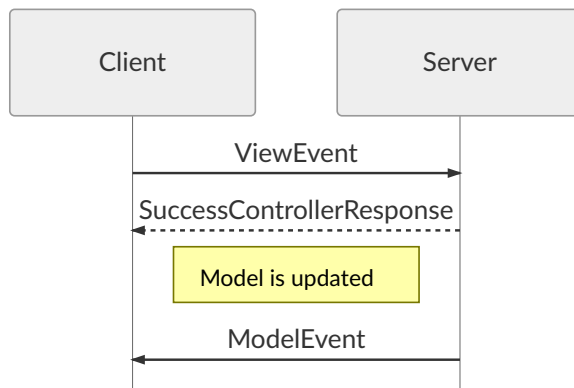 Client
Server
ViewEvent
SuccessControllerResponse
Model is updated
ModelEvent